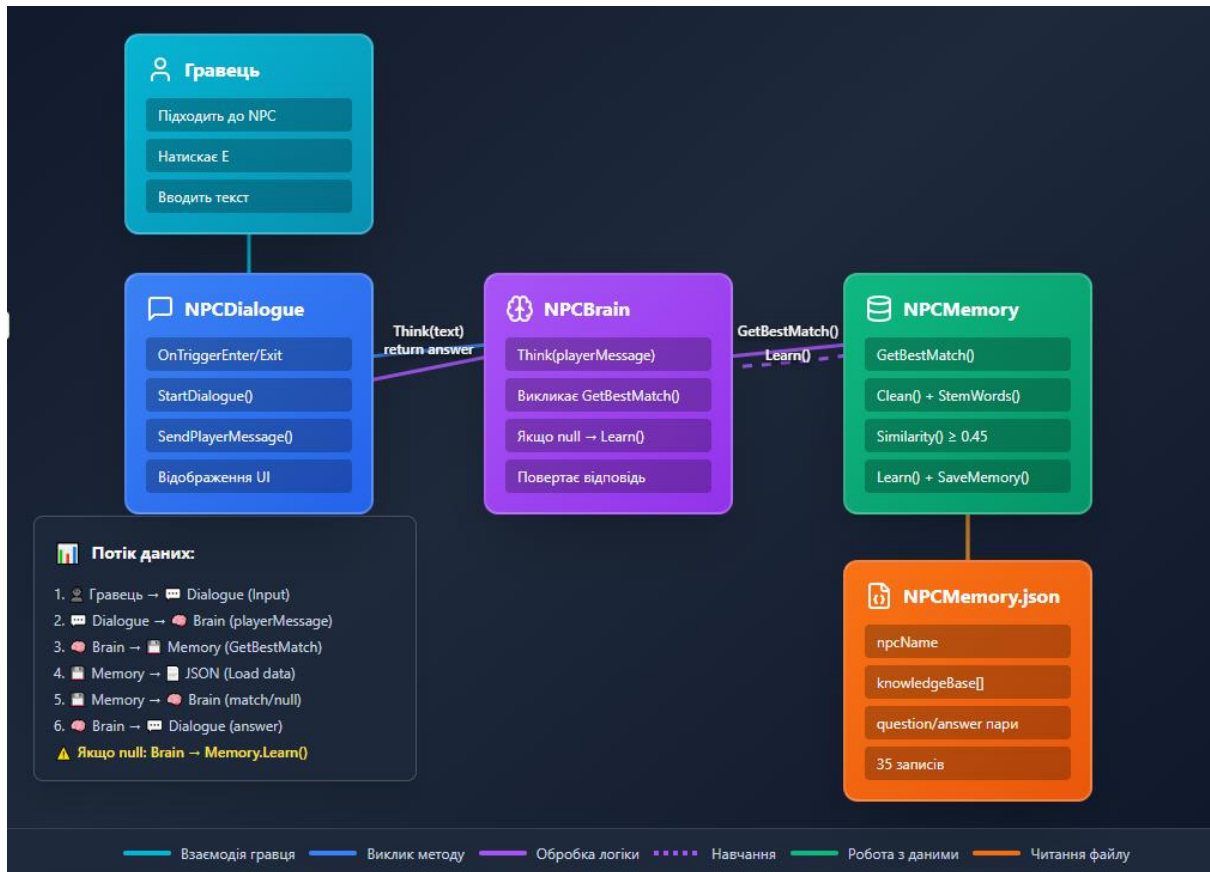 Гравець
Підходить до NPC
Натискає E
Вводить текст
NPCDialogue
OnTriggerEnter/Exit
StartDialogue()
SendPlayerMessage()
Відображення UI
Think(text)
return answer
NPCBrain
Think(playerMessage)
Викликає GetBestMatch()
Якщо null → Learn()
Повертає відповідь
GetBestMatch()
Learn()
NPCMemory
GetBestMatch()
Clean() + StemWords()
Similarity() ≥ 0.45
Learn() + SaveMemory()
NPCMemory.json
npcName
knowledgeBase[]
question/answer пари
35 записів
Потік даних:
1. Гравець → Dialogue (Input)
2. Dialogue → Brain (playerMessage)
3. Brain → Memory (GetBestMatch)
4. Memory → JSON (Load data)
5. Memory → Brain (match/null)
6. Brain → Dialogue (answer)
Якщо null: Brain → Memory.Learn()
Взаємодія гравця
Виклик методу
Обробка логіки
Навчання
Робота з даними
Читання файлу